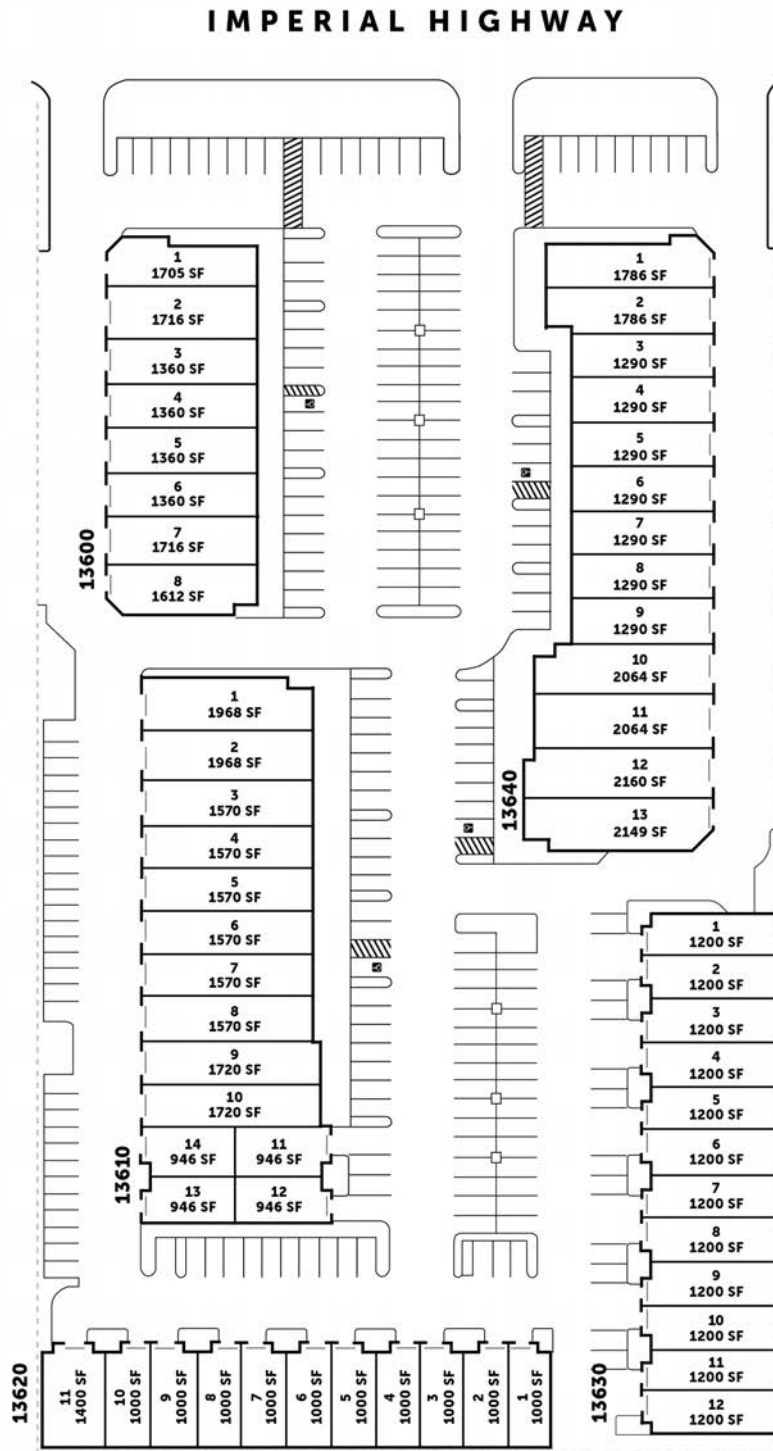 IMPERIAL HIGHWAY
1
1705 SF
2
1716 SF
3
1360 SF
4
1360 SF
5
1360 SF
6
1360 SF
7
1716 SF
8
1612 SF
13600
1
1786 SF
2
1786 SF
3
1290 SF
4
1290 SF
5
1290 SF
6
1290 SF
7
1290 SF
8
1290 SF
9
1290 SF
10
2064 SF
11
2064 SF
12
2160 SF
13
2149 SF
13640
1
1968 SF
2
1968 SF
3
1570 SF
4
1570 SF
5
1570 SF
6
1570 SF
7
1570 SF
8
1570 SF
9
1720 SF
10
1720 SF
14
946 SF
11
946 SF
13
946 SF
12
946 SF
13610
1
1200 SF
2
1200 SF
3
1200 SF
4
1200 SF
5
1200 SF
6
1200 SF
7
1200 SF
8
1200 SF
9
1200 SF
10
1200 SF
11
1200 SF
12
1200 SF
13630
13620
11
1400 SF
10
1000 SF
9
1000 SF
8
1000 SF
7
1000 SF
6
1000 SF
5
1000 SF
4
1000 SF
3
1000 SF
2
1000 SF
1
1000 SF